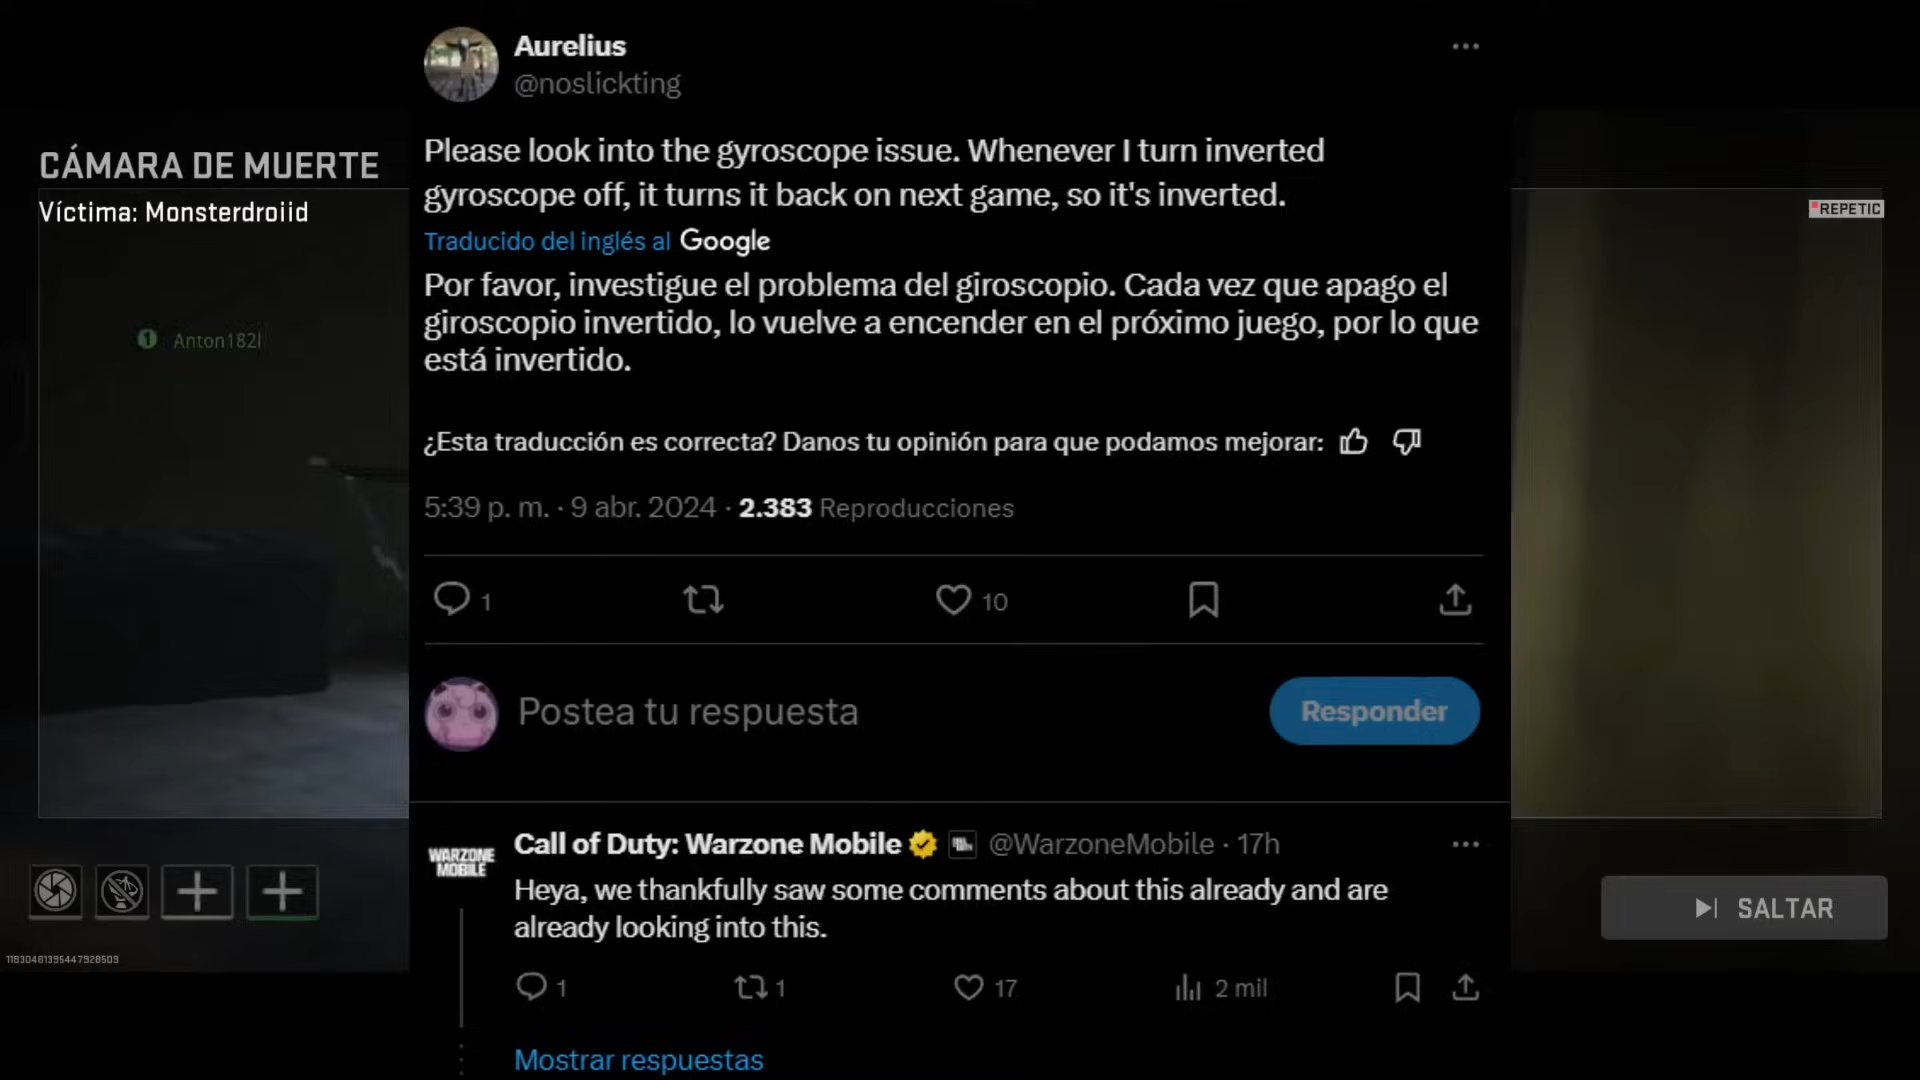 Aurelius
@noslickting
CÁMARA DE MUERTE
Víctima: Monsterdroiid
REPETIC
1 Anton182
Please look into the gyroscope issue. Whenever I turn inverted
gyroscope off, it turns it back on next game, so it's inverted.
Traducido del inglés al Google
Por favor, investigue el problema del giroscopio. Cada vez que apago el
giroscopio invertido, lo vuelve a encender en el próximo juego, por lo que
está invertido.
¿Esta traducción es correcta? Danos tu opinión para que podamos mejorar:
5:39 p. m. · 9 abr. 2024 · 2.383 Reproducciones
1
10
Postea tu respuesta
Responder
WARZONE
MOBILE
Call of Duty: Warzone Mobile @WarzoneMobile · 17h
Heya, we thankfully saw some comments about this already and are
already looking into this.
1
1
17
2 mil
Mostrar respuestas
SALTAR